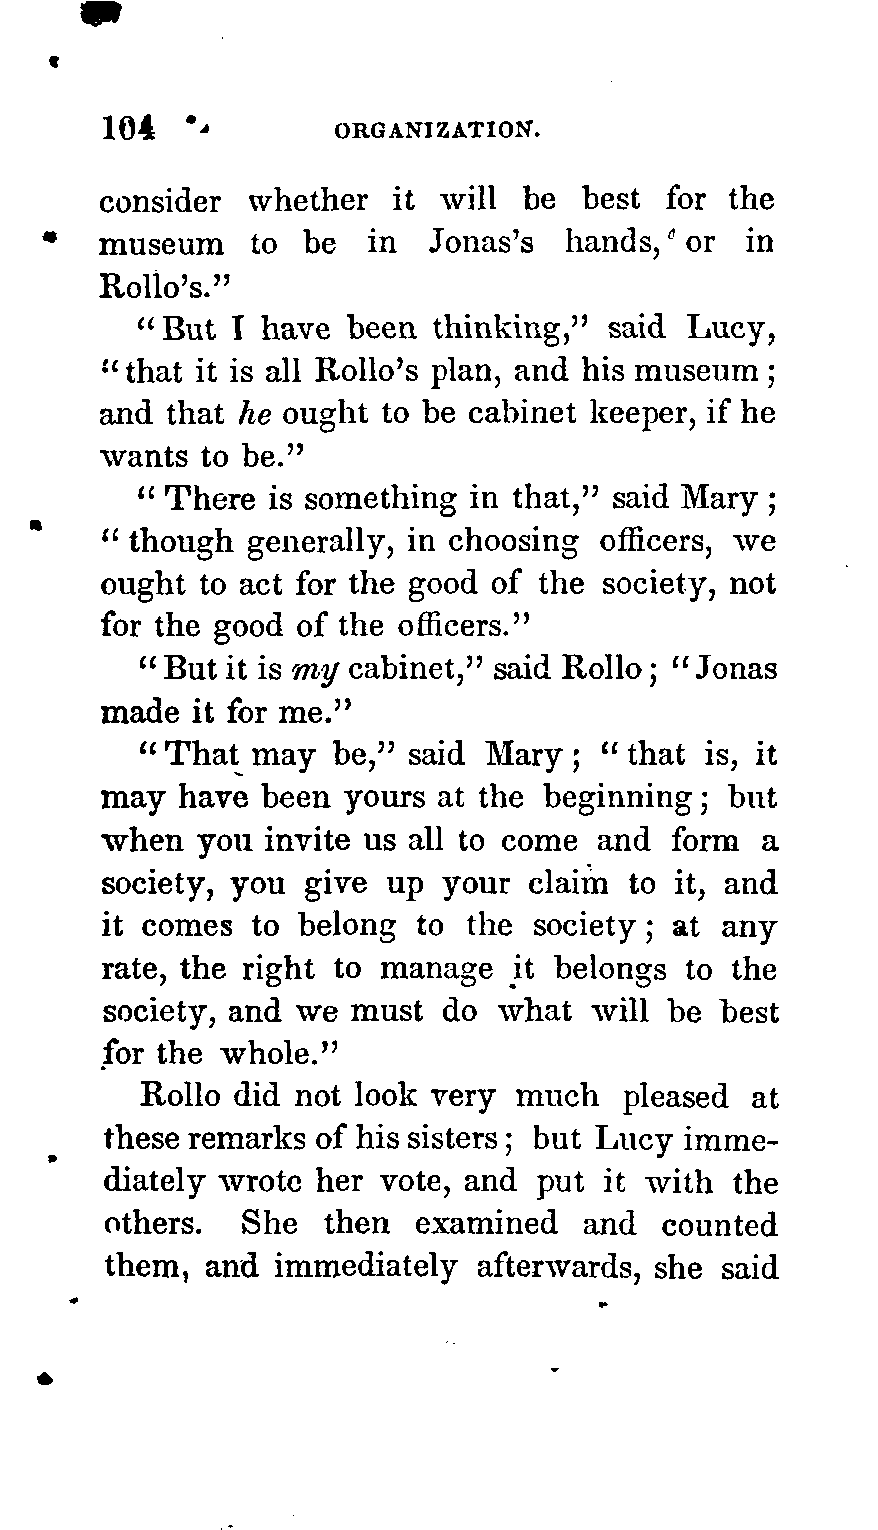 104 ORGANIZATION.
consider whether it will be best for the
museum to be in Jonas's hands, or in
Rollo's."
"But I have been thinking," said Lucy,
"that it is all Rollo's plan, and his museum;
and that he ought to be cabinet keeper, if he
wants to be."
"There is something in that," said Mary;
"though generally, in choosing officers, we
ought to act for the good of the society, not
for the good of the officers."
"But it is my cabinet," said Rollo; "Jonas
made it for me."
"That may be," said Mary; "that is, it
may have been yours at the beginning; but
when you invite us all to come and form a
society, you give up your claim to it, and
it comes to belong to the society; at any
rate, the right to manage it belongs to the
society, and we must do what will be best
for the whole."
Rollo did not look very much pleased at
these remarks of his sisters; but Lucy imme-
diately wrote her vote, and put it with the
others. She then examined and counted
them, and immediately afterwards, she said